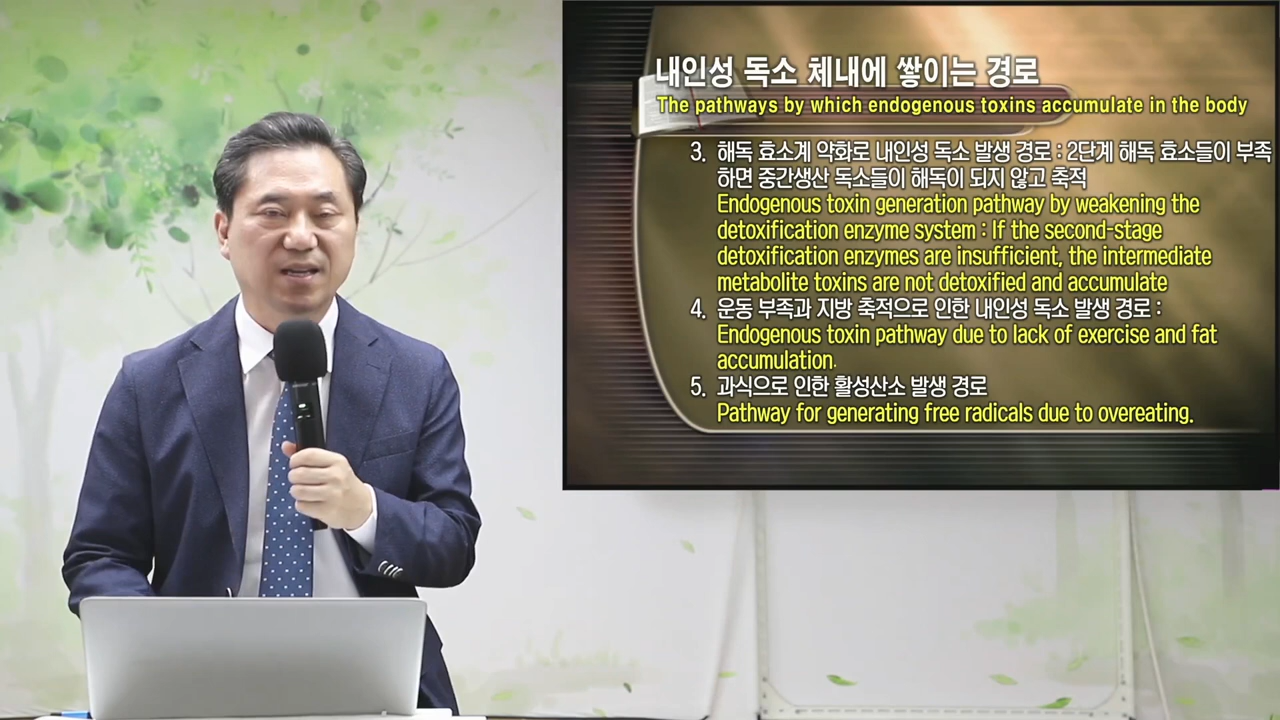 내인성 독소 체내에 쌓이는 경로
The pathways by which endogenous toxins accumulate in the body
3. 해독 효소계 악화로 내인성 독소 발생 경로 : 2단계 해독 효소들이 부족
하면 중간생산 독소들이 해독이 되지 않고 축적
Endogenous toxin generation pathway by weakening the
detoxification enzyme system : If the second-stage
detoxification enzymes are insufficient, the intermediate
metabolite toxins are not detoxified and accumulate
4. 운동 부족과 지방 축적으로 인한 내인성 독소 발생 경로 :
Endogenous toxin pathway due to lack of exercise and fat
accumulation.
5. 과식으로 인한 활성산소 발생 경로
Pathway for generating free radicals due to overeating.